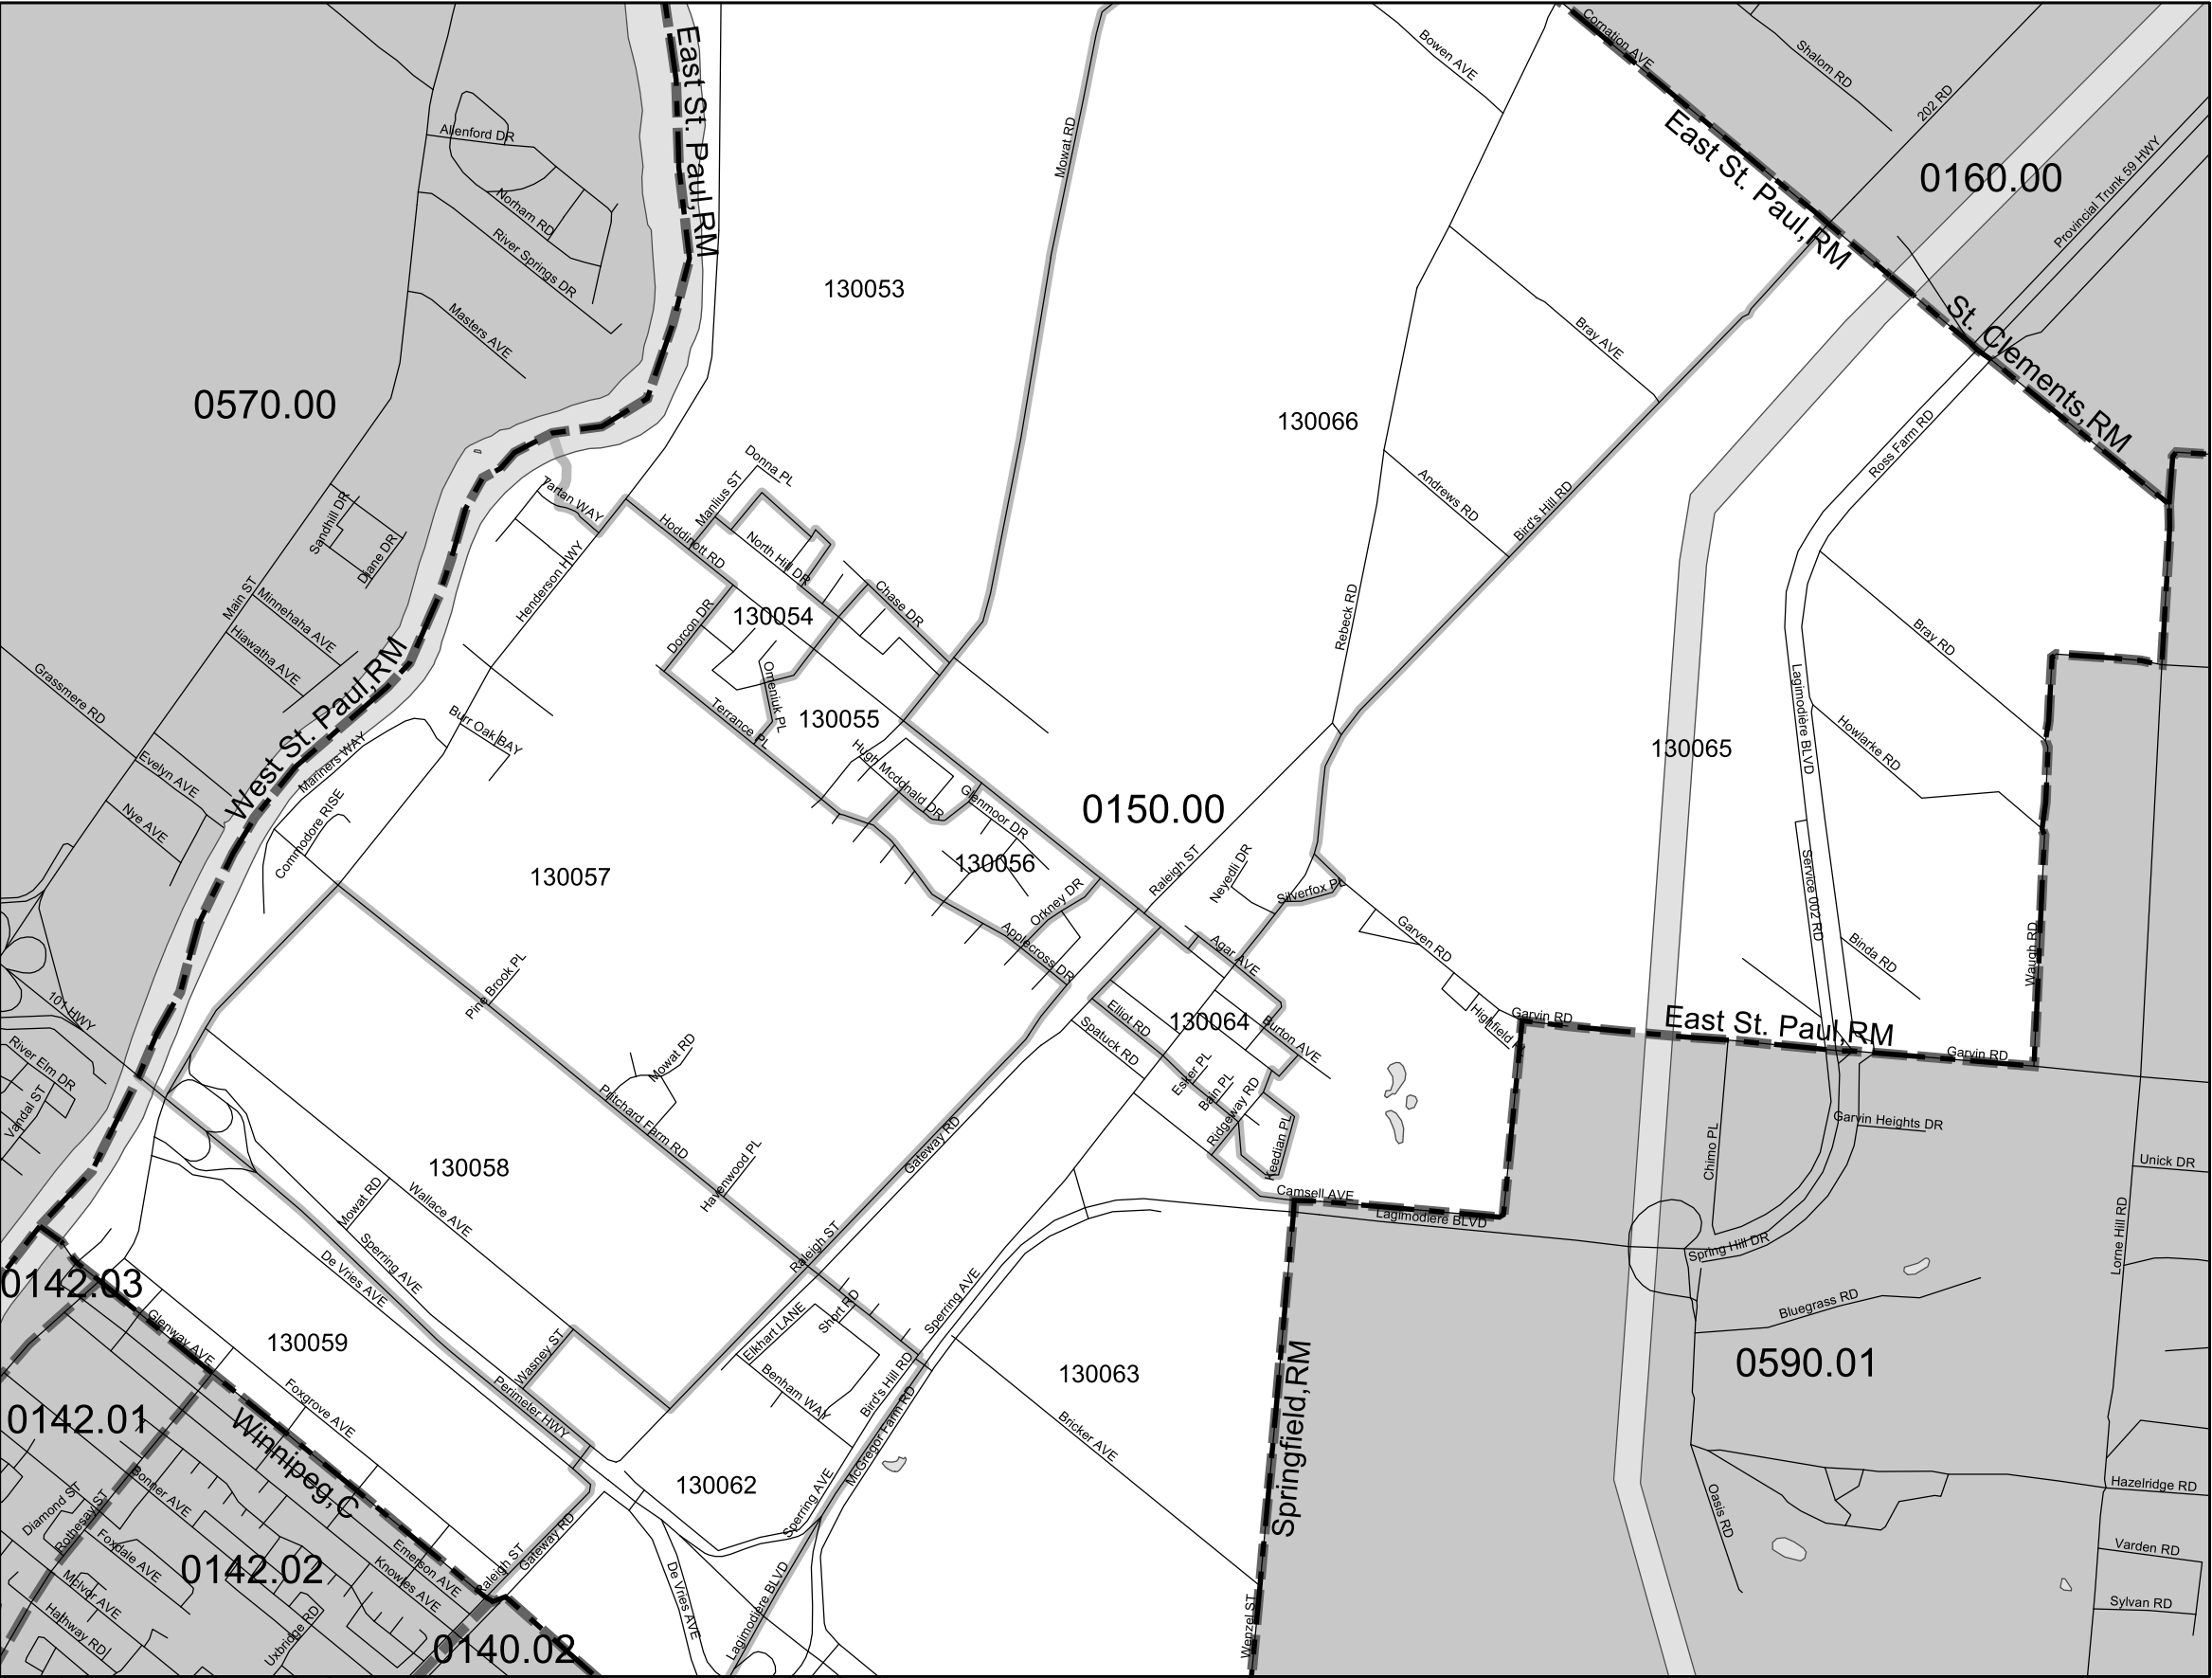 Cornation AVE
Bowen AVE
Shalom RD
202 RD
East St. Paul,RM
Allenford DR
Mowat RD
East St. Paul,RM
0160.00
Provincial Trunk 59 HWY
Norham RD
River Springs DR
130053
Masters AVE
Bray AVE
St. Clements,RM
0570.00
130066
Ross Farm RD
Donna PL
Manlius ST
Tartan WAY
Andrews RD
Bird's Hill RD
Sandhill DR
Diane DR
Hoddinott RD
North Hill DR
Henderson HWY
Main ST
Minnehaha AVE
Hiawatha AVE
Chase DR
130054
Dorcon DR
Rebeck RD
Bray RD
Grassmere RD
West St. Paul,RM
Omeniuk PL
Terrance PL
130055
Lagimodière BLVD
Burr Oak BAY
Mariners WAY
Howlarke RD
130065
Evelyn AVE
Hugh Mcddnald DR
Glenmoor DR
0150.00
Nye AVE
Commodore RISE
130057
130056
Raleigh ST
Neyedli DR
Silverfox PL
Service 002 RD
Orkney DR
Applecross DR
Garven RD
Agar AVE
Binda RD
Waugh RD
Pine Brook PL
101 HWY
Elliot RD
130064
Burton AVE
Spatuck RD
Highfield
Garvin RD
East St. Paul,RM
Garvin RD
River Elm DR
Vandal ST
Mowat RD
Pritchard Farm RD
Esker PL
Bain PL
Ridgeway RD
Keedian PL
Gateway RD
Garvin Heights DR
Chimo PL
Unick DR
130058
Havenwood PL
Mowat RD
Wallace AVE
Camsell AVE
Lagimodiere BLVD
Lorne Hill RD
Spring Hill DR
Sperring AVE
De Vries AVE
Raleigh ST
0142.03
Sperring AVE
Short RD
Elkhart LANE
Bluegrass RD
Glenway AVE
130059
Wasney ST
Benham WAY
Bird's Hill RD
130063
0590.01
Springfield,RM
Perimeter HWY
McGregor Farm RD
Foxgrove AVE
0142.01
Winnipeg,C
Bricker AVE
Bonner AVE
130062
Hazelridge RD
Oasis RD
Diamond ST
Rothesay ST
Sperring AVE
Gateway RD
Foxdale AVE
Emerson AVE
Varden RD
0142.02
Knowles AVE
Raleigh ST
McIvor AVE
De Vries AVE
Lagimodiere BLVD
Wenzel ST
Sylvan RD
Hathway RD
Uxbridge RD
0140.02